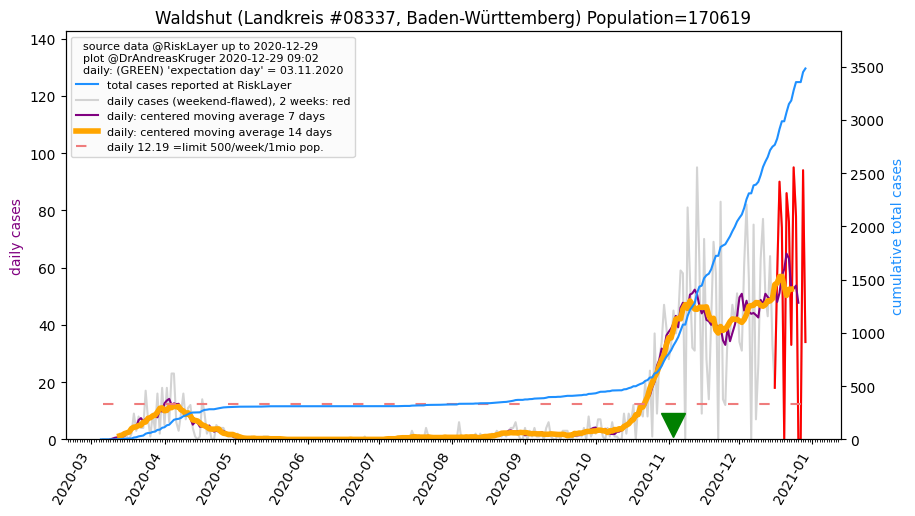 Waldshut (Landkreis #08337, Baden-Württemberg) Population=170619
source data @RiskLayer up to 2020-12-29
plot @DrAndreasKruger 2020-12-29 09:02
daily: (GREEN) 'expectation day' = 03.11.2020
total cases reported at RiskLayer
daily cases (weekend-flawed), 2 weeks: red
daily: centered moving average 7 days
daily: centered moving average 14 days
daily 12.19 =limit 500/week/1mio pop.
daily cases
140
120
100
80
60
40
20
0
cumulative total cases
3500
3000
2500
2000
1500
1000
500
0
2020-03
2020-04
2020-05
2020-06
2020-07
2020-08
2020-09
2020-10
2020-11
2020-12
2021-01